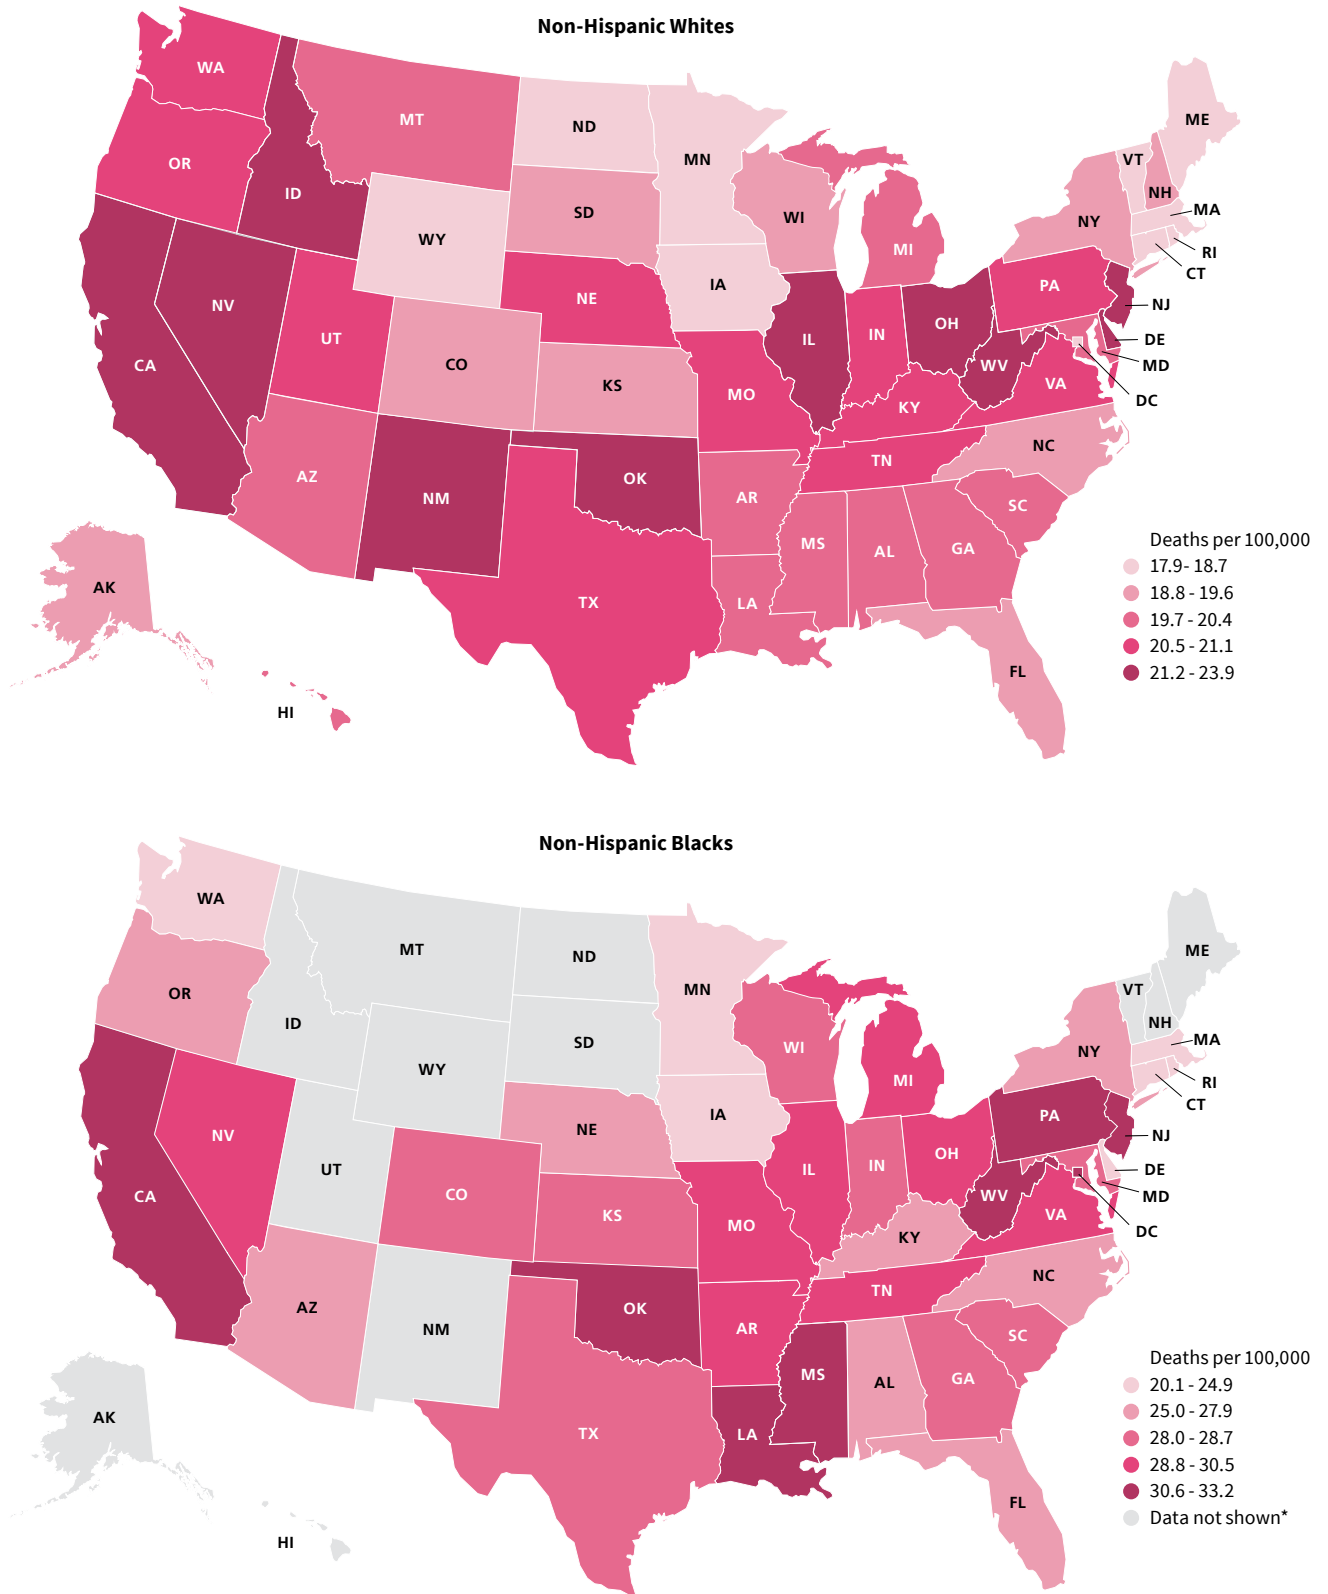 Non-Hispanic Whites
WA
MT
ND
MN
ME
VT
OR
ID
SD
WI
NH
NY
MA
WY
MI
RI
CT
IA
PA
NV
NE
NJ
UT
IL
IN
OH
DE
CA
CO
WV
MD
KS
MO
VA
DC
KY
NC
AZ
OK
TN
NM
AR
SC
MS
AL
GA
Deaths per 100,000
17.9- 18.7
AK
18.8 - 19.6
TX
LA
19.7 - 20.4
20.5 - 21.1
FL
21.2 - 23.9
HI
Non-Hispanic Blacks
WA
MT
ND
MN
ME
VT
OR
ID
SD
WI
NH
NY
MA
WY
MI
RI
CT
IA
PA
NV
NE
NJ
UT
IL
IN
OH
DE
CA
CO
WV
MD
KS
MO
VA
DC
KY
NC
AZ
OK
TN
NM
AR
SC
MS
AL
GA
Deaths per 100,000
20.1 - 24.9
AK
25.0 - 27.9
TX
LA
28.0 - 28.7
28.8 - 30.5
FL
30.6 - 33.2
Data not shown*
HI